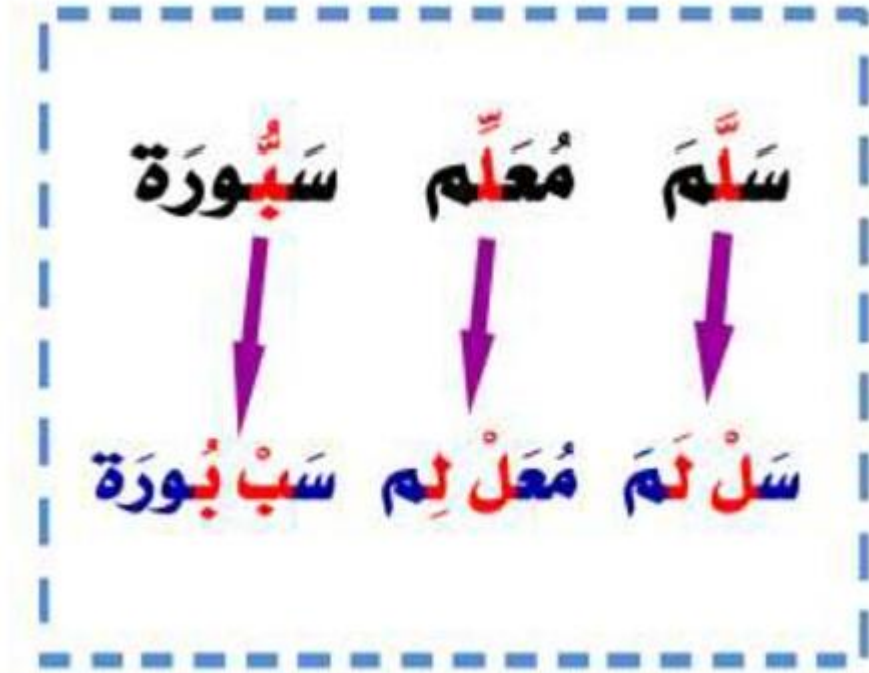 سَلَّمَ مُعَلِّم سَبُّورَة
سَلْ لَمَ مُعَلْ لِم سَبْ بُورَة